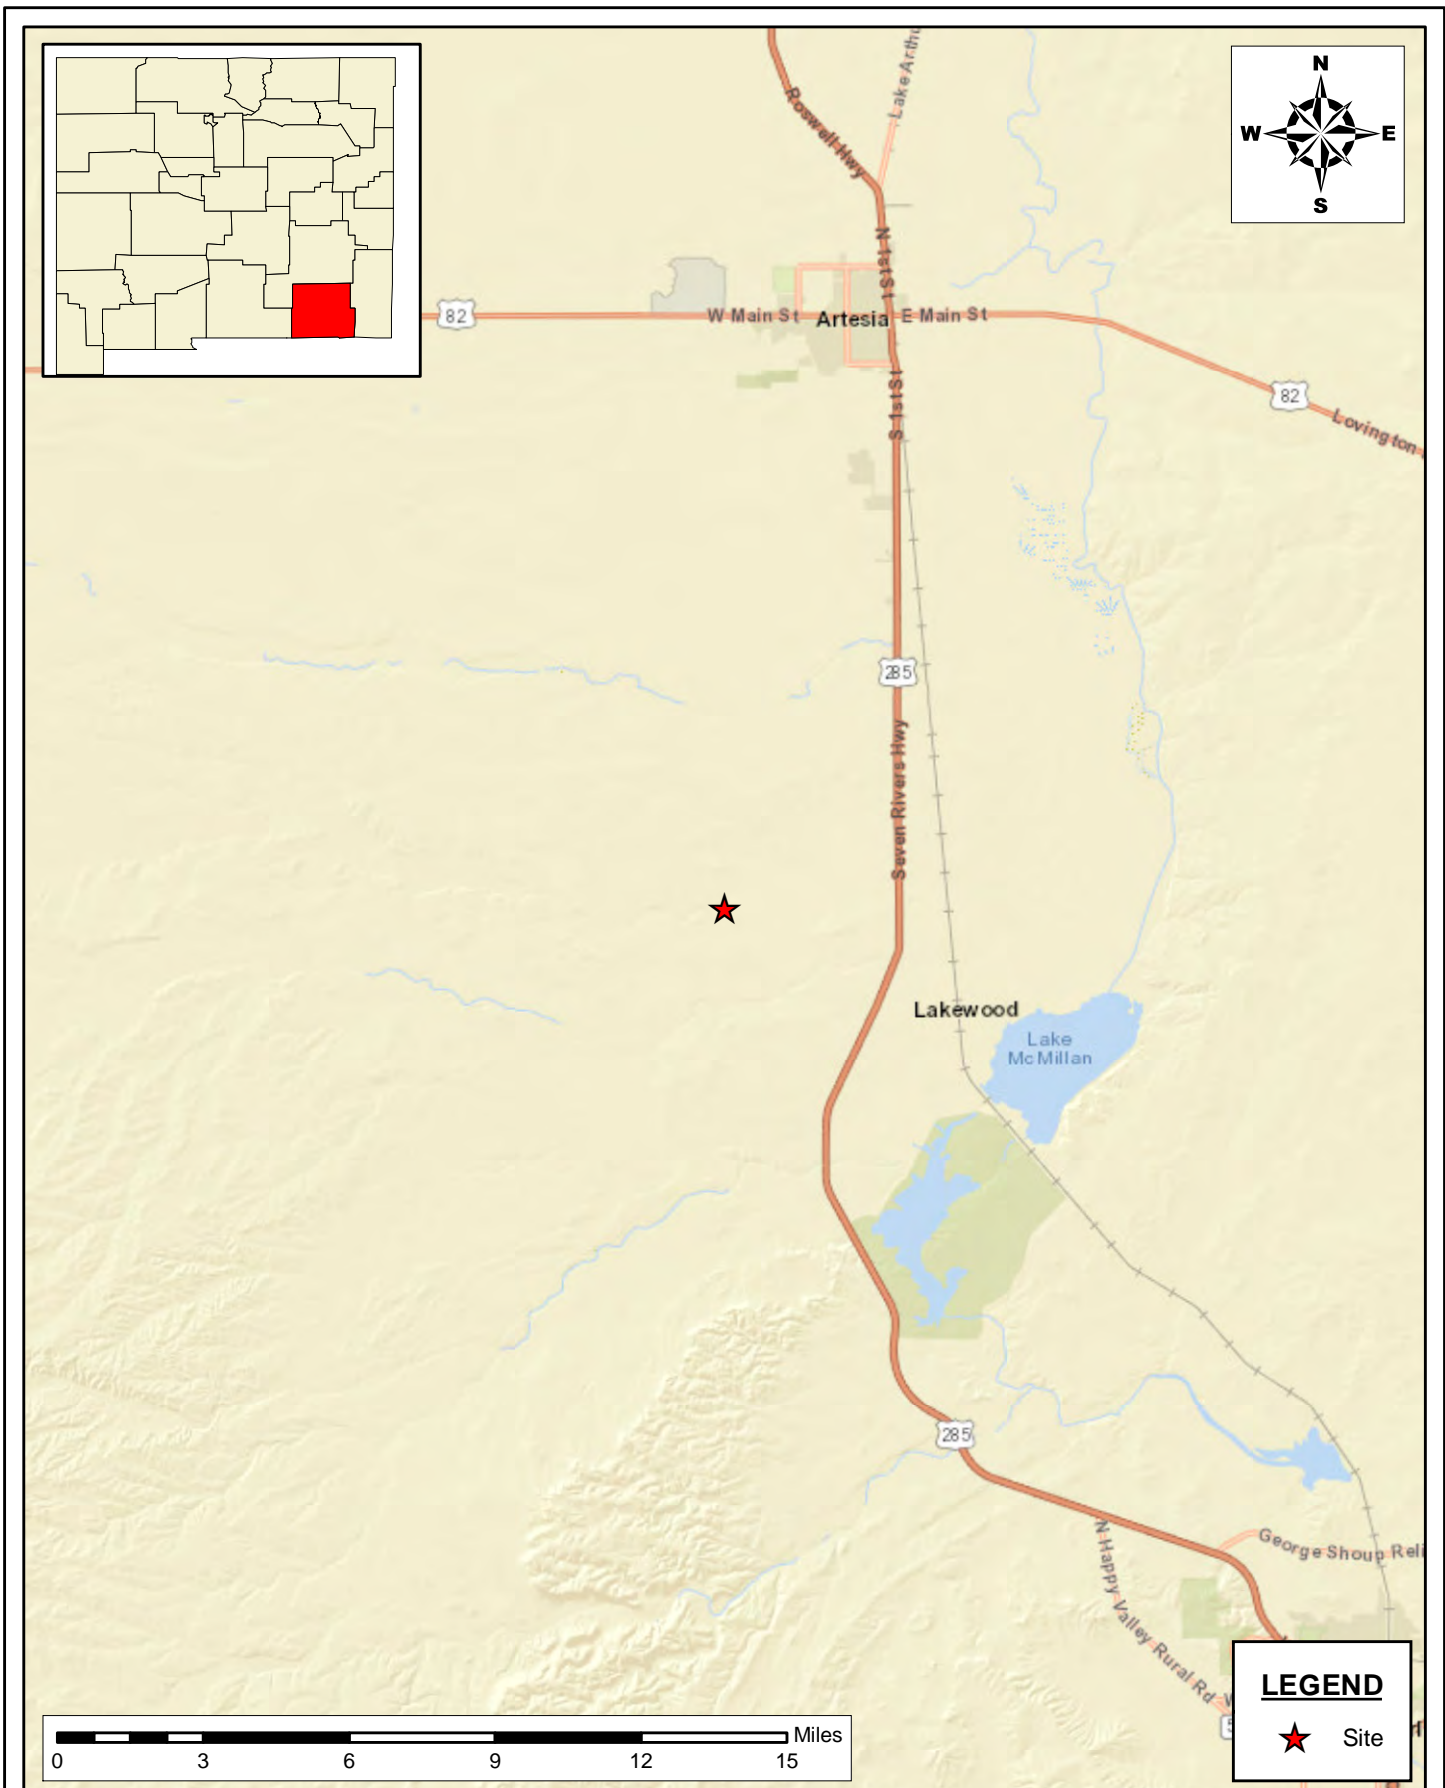 N
W E
S
Roswell Hwy
N 1st St
82
W Main St
Artesia
E Main St
S 1st St
82
Lovington
285
Seven Rivers Hwy
Lakewood
Lake
McMillan
285
George Shoup Reli
N Happy Valley Rural Rd
LEGEND
Site
Miles
0 3 6 9 12 15